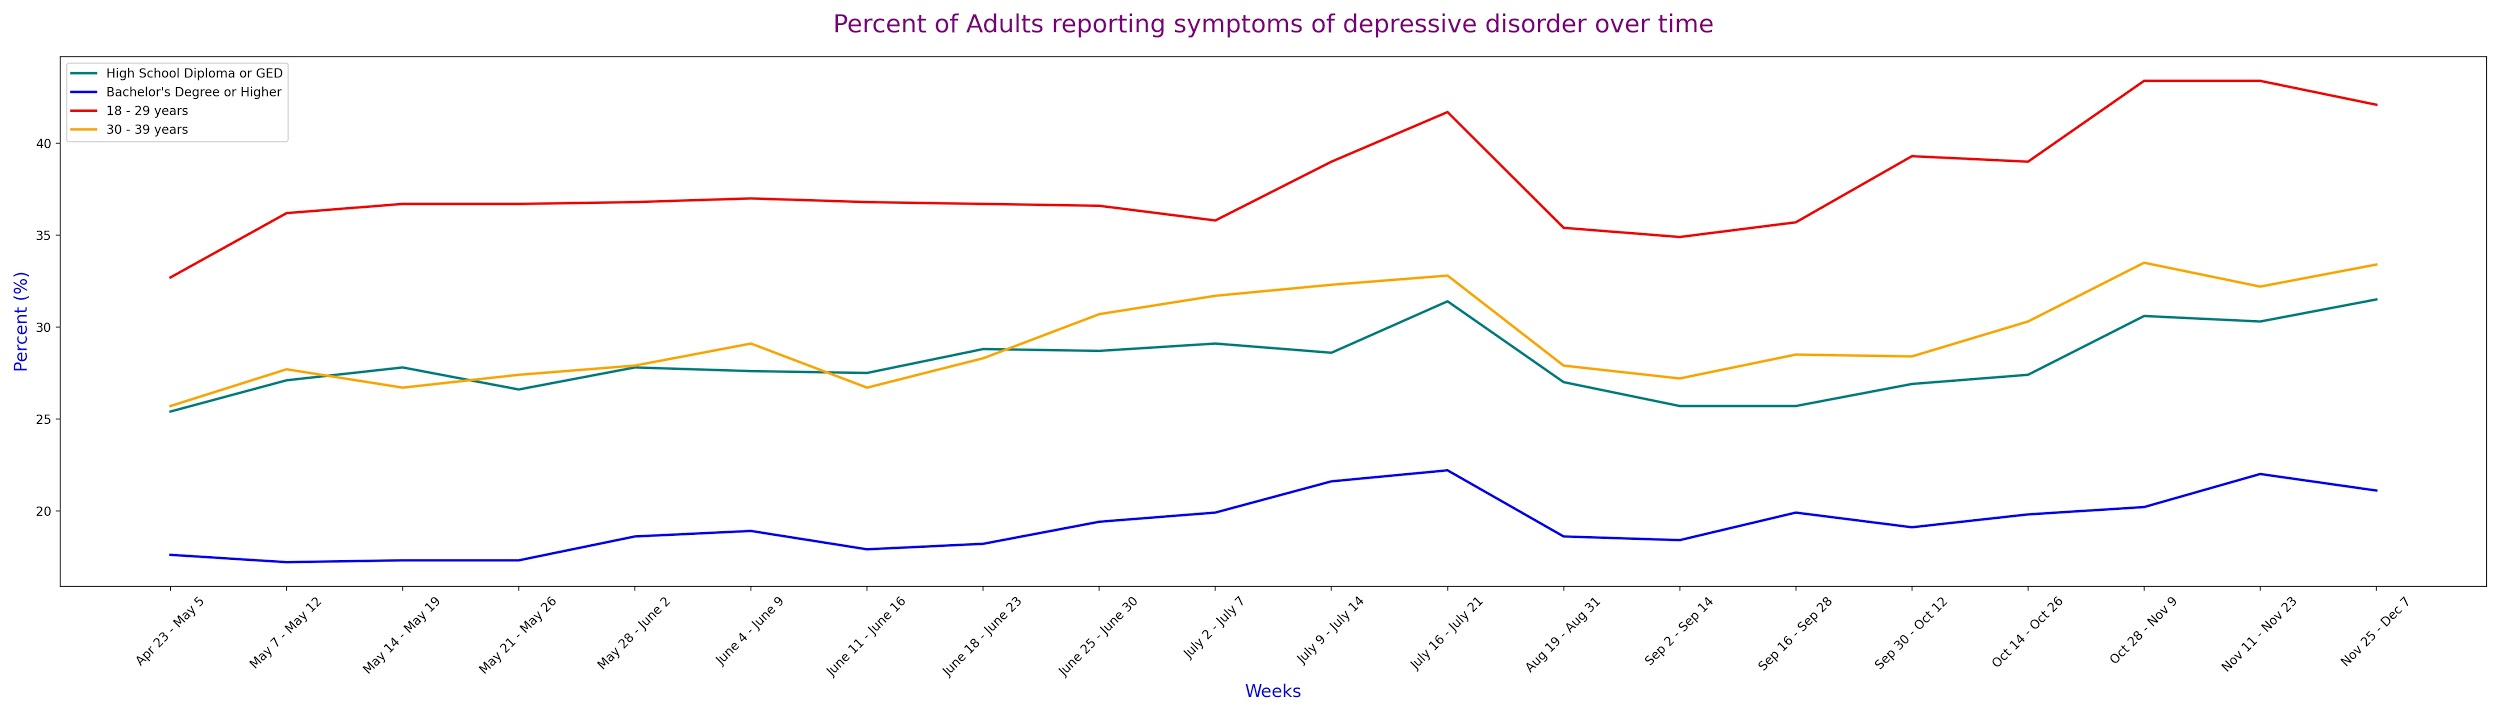 Percent of Adults reporting symptoms of depressive disorder over time
High School Diploma or GED
Bachelor's Degree or Higher
18 - 29 years
30 - 39 years
40
35
30
25
20
Percent (%)
Apr 23 - May 5
May 7 - May 12
May 14 - May 19
May 21 - May 26
May 28 - June 2
June 4 - June 9
June 11 - June 16
June 18 - June 23
June 25 - June 30
July 2 - July 7
July 9 - July 14
July 16 - July 21
Aug 19 - Aug 31
Sep 2 - Sep 14
Sep 16 - Sep 28
Sep 30 - Oct 12
Oct 14 - Oct 26
Oct 28 - Nov 9
Nov 11 - Nov 23
Nov 25 - Dec 7
Weeks